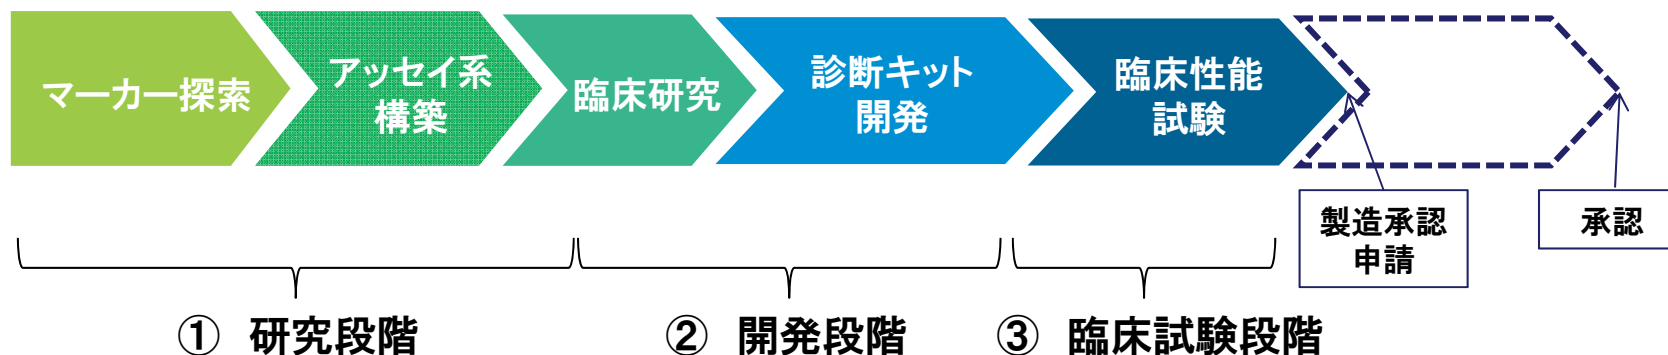 マーカー探索
アッセイ系
構築
臨床研究
診断キット
開発
臨床性能
試験
製造承認
申請
承認
① 研究段階
② 開発段階
③ 臨床試験段階